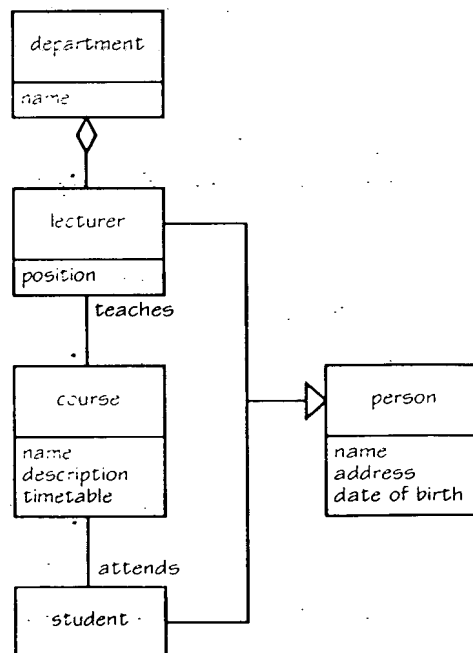 department
name
lecturer
position
teaches
course
name
description
timetable
attends
student
person
name
address
date of birth